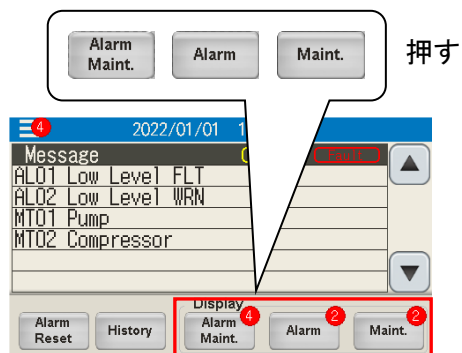 Alarm
Maint.
Alarm
Maint.
押す
4
2022/01/01 1
Message
AL01 Low Level FLT
AL02 Low Level WRN
MT01 Pump
MT02 Compressor
Display
Alarm
Reset
History
Alarm
Maint.
4
Alarm
2
Maint.
2